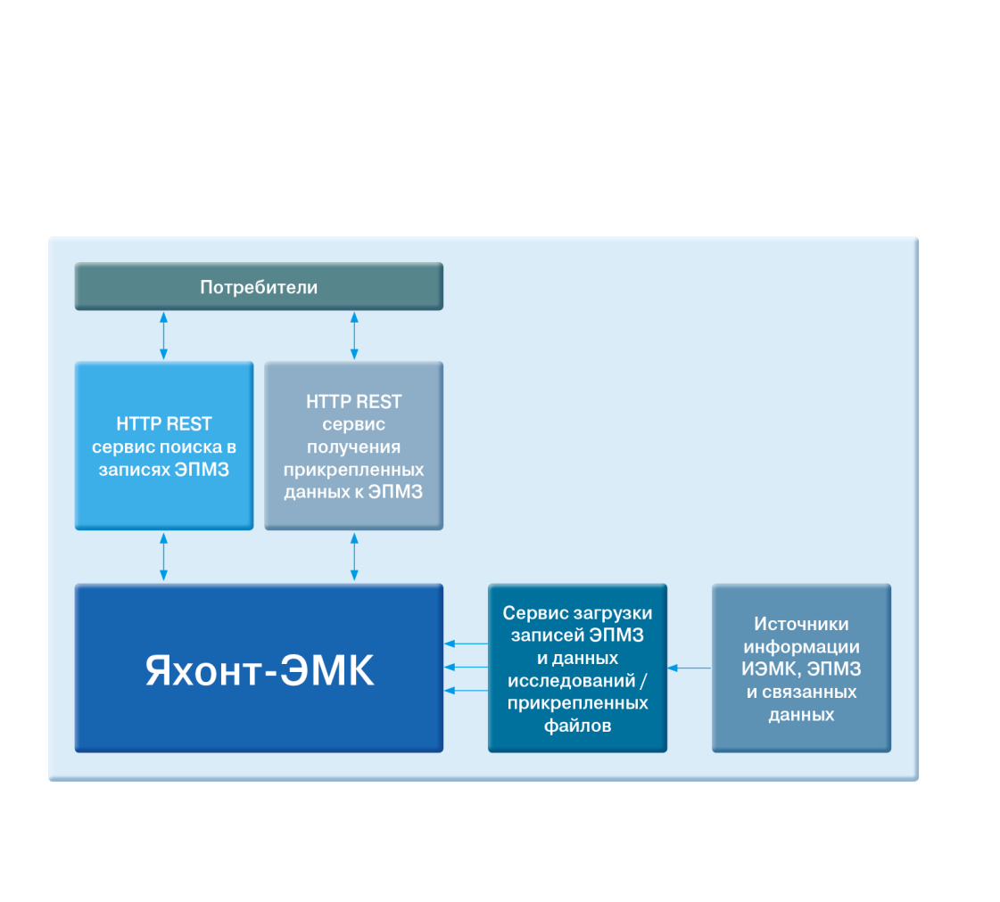 Потребители
HTTP REST
сервис поиска в
записях ЭПМЗ
HTTP REST
сервис
получения
прикрепленных
данных к ЭПМЗ
Яхонт-ЭМК
Сервис загрузки
записей ЭПМЗ
и данных
исследований /
прикрепленных
файлов
Источники
информации
ИЭМК, ЭПМЗ
и связанных
данных